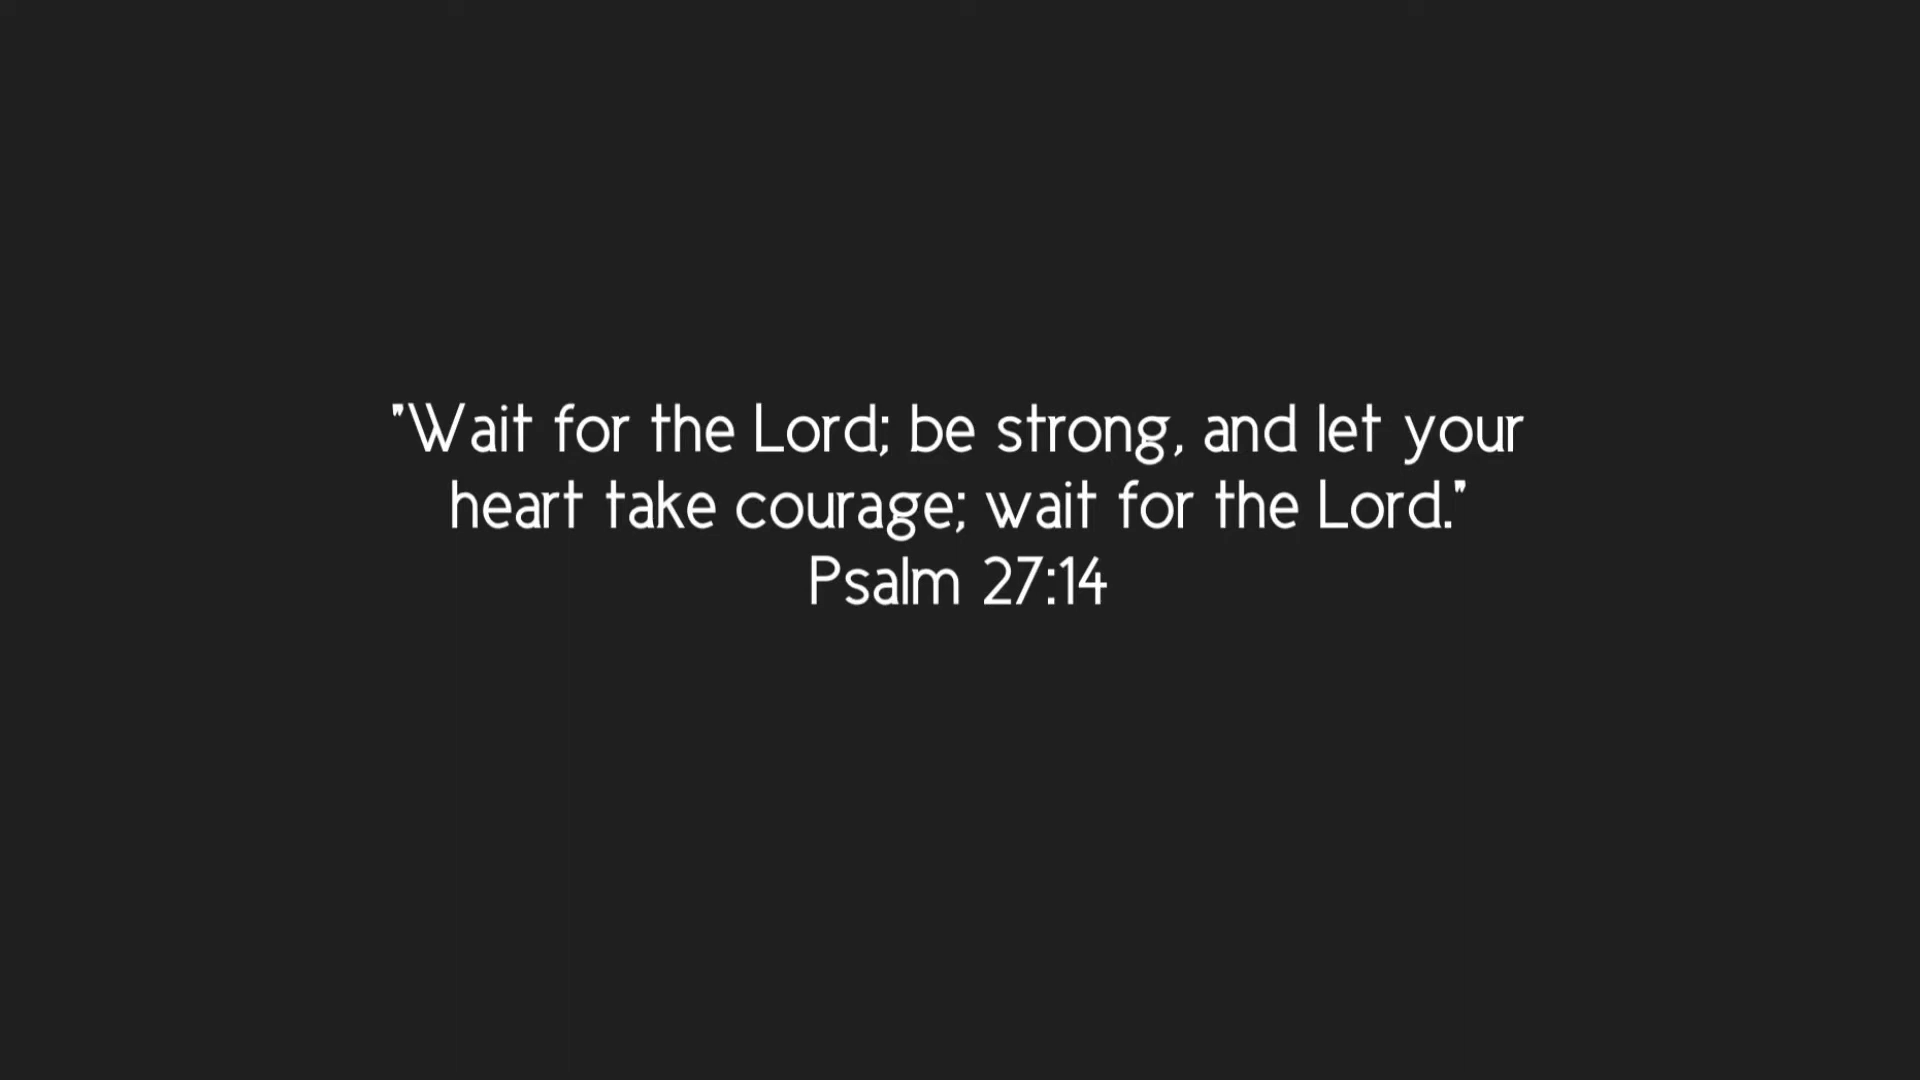 "Wait for the Lord; be strong, and let your
heart take courage; wait for the Lord."
Psalm 27:14